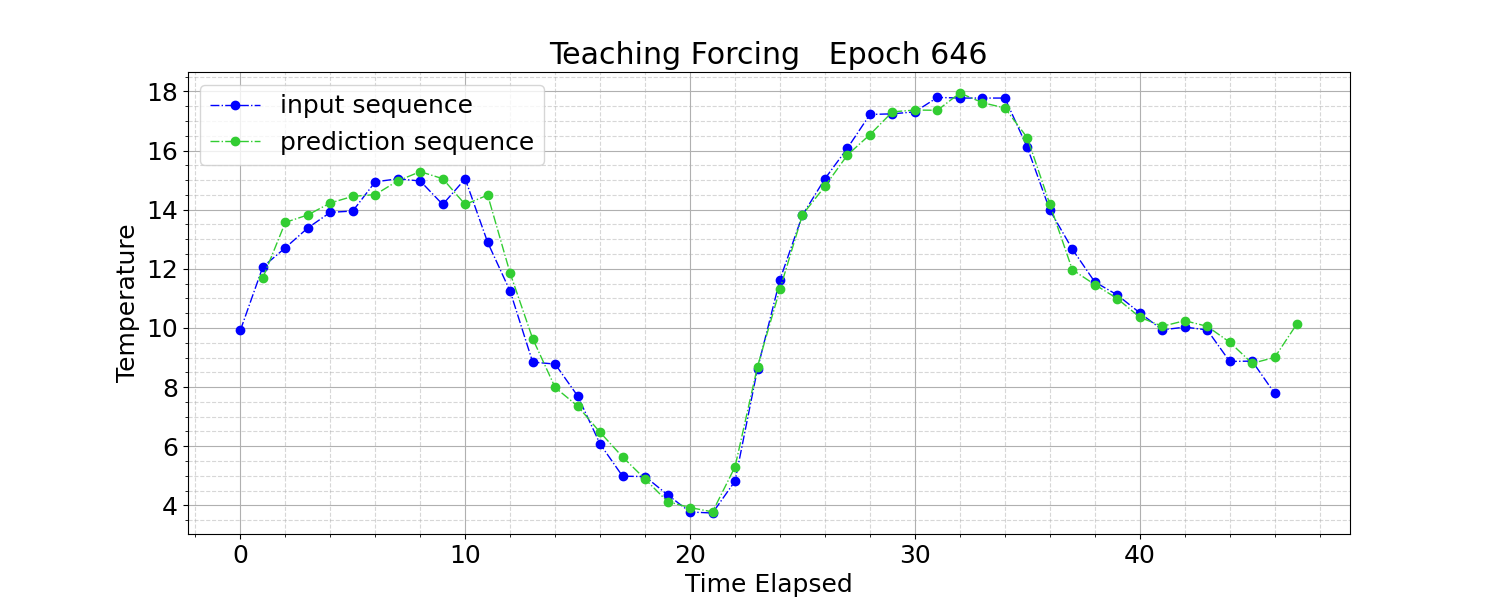 Teaching Forcing   Epoch 646
input sequence
prediction sequence
Temperature
18
16
14
12
10
8
6
4
0 10 20 30 40
Time Elapsed